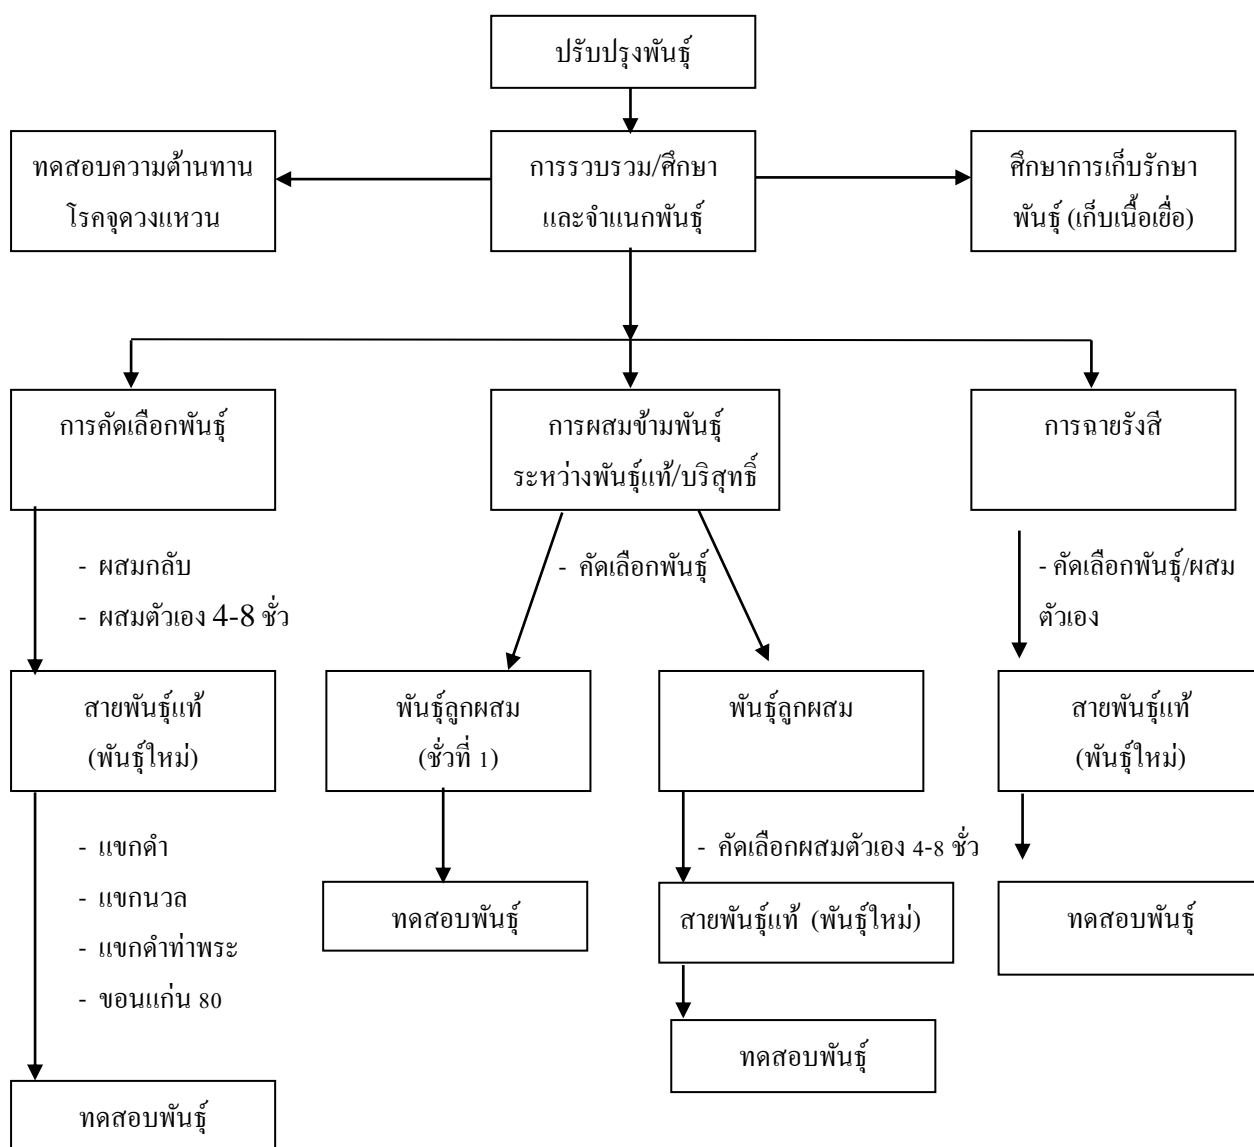 ปรับปรุงพันธุ์
ทดสอบความต้านทาน
โรคจุดวงแหวน
การรวบรวม/ศึกษา
และจำแนกพันธุ์
ศึกษาการเก็บรักษา
พันธุ์ (เก็บเนื้อเยื่อ)
การคัดเลือกพันธุ์
การผสมข้ามพันธุ์
ระหว่างพันธุ์แท้/บริสุทธิ์
การฉายรังสี
- ผสมกลับ
- ผสมตัวเอง 4-8 ชั่ว
- คัดเลือกพันธุ์
- คัดเลือกพันธุ์/ผสม
ตัวเอง
สายพันธุ์แท้
(พันธุ์ใหม่)
พันธุ์ลูกผสม
(ชั่วที่ 1)
พันธุ์ลูกผสม
สายพันธุ์แท้
(พันธุ์ใหม่)
- แขกดำ
- แขกนวล
- แขกดำท่าพระ
- ขอนแก่น 80
- คัดเลือกผสมตัวเอง 4-8 ชั่ว
ทดสอบพันธุ์
สายพันธุ์แท้ (พันธุ์ใหม่)
ทดสอบพันธุ์
ทดสอบพันธุ์
ทดสอบพันธุ์